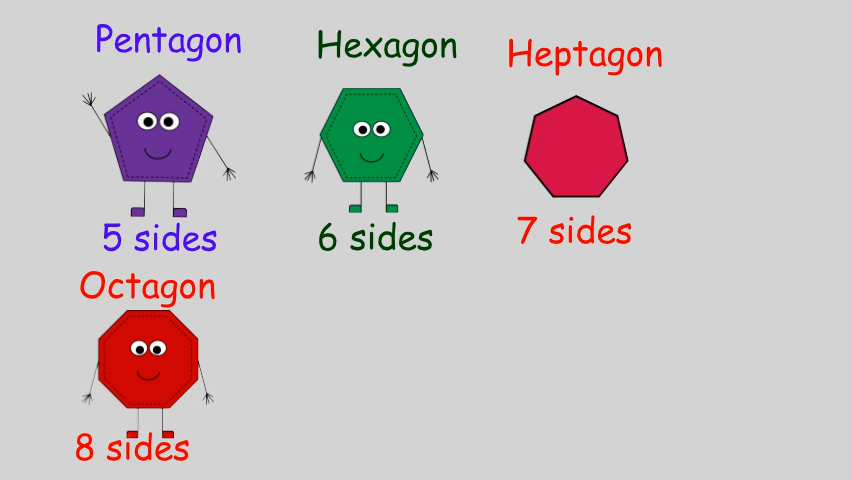 Pentagon
Hexagon
Heptagon
5 sides
6 sides
7 sides
Octagon
8 sides